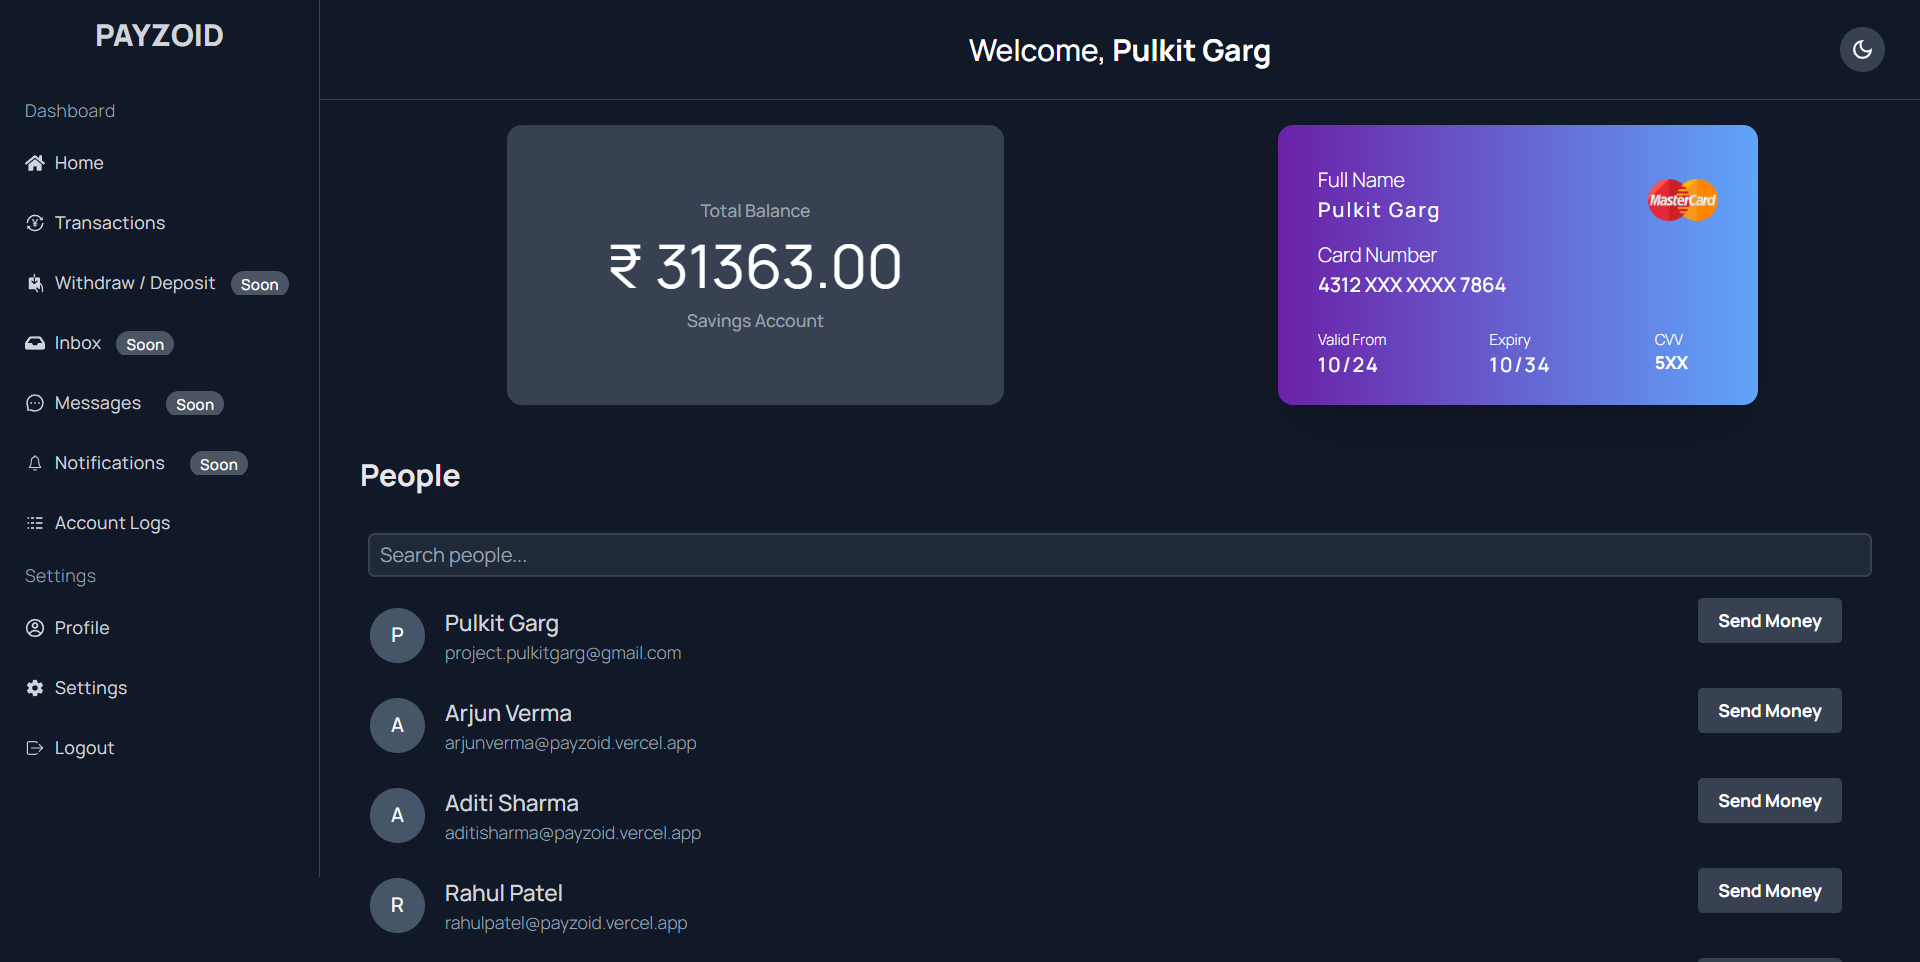 PAYZOID
Dashboard
Home
Transactions
Withdraw / Deposit Soon
Inbox Soon
Messages Soon
Notifications Soon
Account Logs
Settings
Profile
Settings
Logout
Welcome, Pulkit Garg
Total Balance
₹ 31363.00
Savings Account
Full Name
Pulkit Garg
MasterCard
Card Number
4312 XXX XXXX 7864
Valid From Expiry CVV
10/24 10/34 5XX
People
Search people...
P Pulkit Garg Send Money
project.pulkitgarg@gmail.com
A Arjun Verma Send Money
arjunverma@payzoid.vercel.app
A Aditi Sharma Send Money
aditisharma@payzoid.vercel.app
R Rahul Patel Send Money
rahulpatel@payzoid.vercel.app